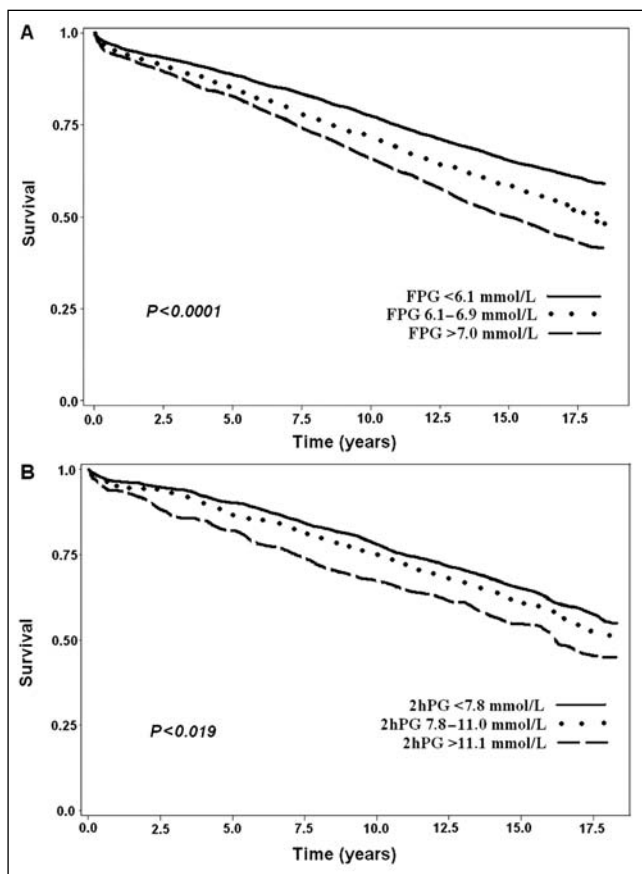 A
1.0
0.75
0.50
0.25
0.0
Survival
P<0.0001
FPG <6.1 mmol/L
FPG 6.1–6.9 mmol/L
FPG >7.0 mmol/L
0.0 2.5 5.0 7.5 10.0 12.5 15.0 17.5
Time (years)
B
1.0
0.75
0.50
0.25
0.0
Survival
P<0.019
2hPG <7.8 mmol/L
2hPG 7.8–11.0 mmol/L
2hPG >11.1 mmol/L
0.0 2.5 5.0 7.5 10.0 12.5 15.0 17.5
Time (years)